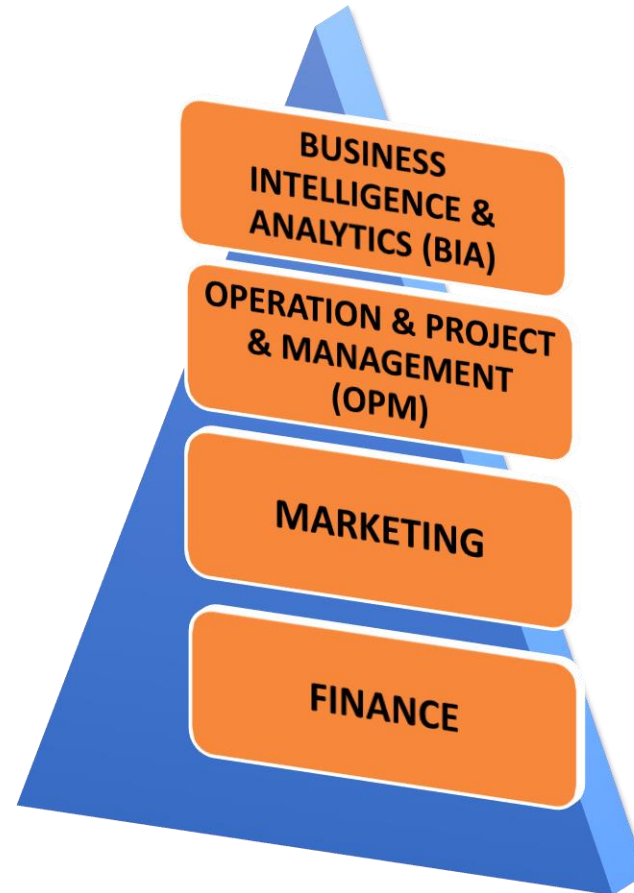 BUSINESS
INTELLIGENCE &
ANALYTICS (BIA)
OPERATION & PROJECT
& MANAGEMENT
(OPM)
MARKETING
FINANCE